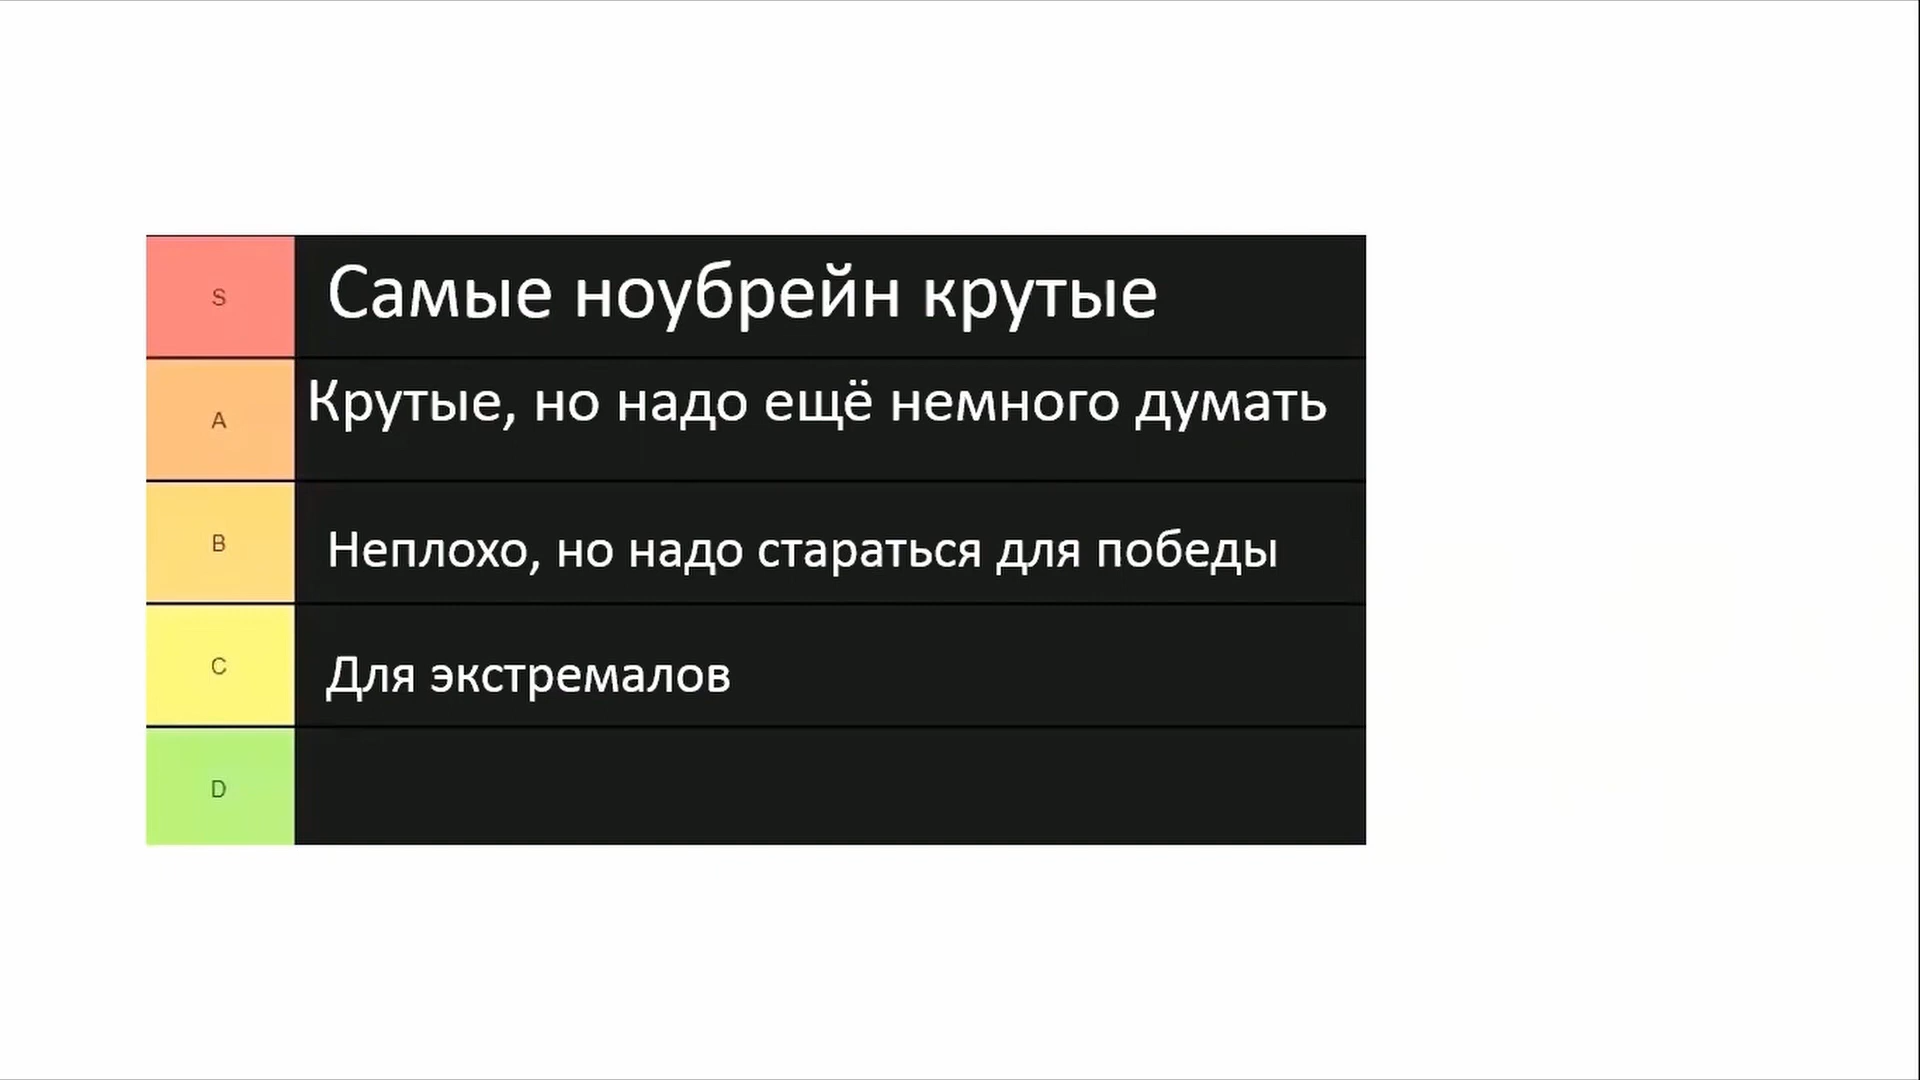 S
Самые ноубрейн крутые
A
Крутые, но надо ещё немного думать
B
Неплохо, но надо стараться для победы
C
Для экстремалов
D